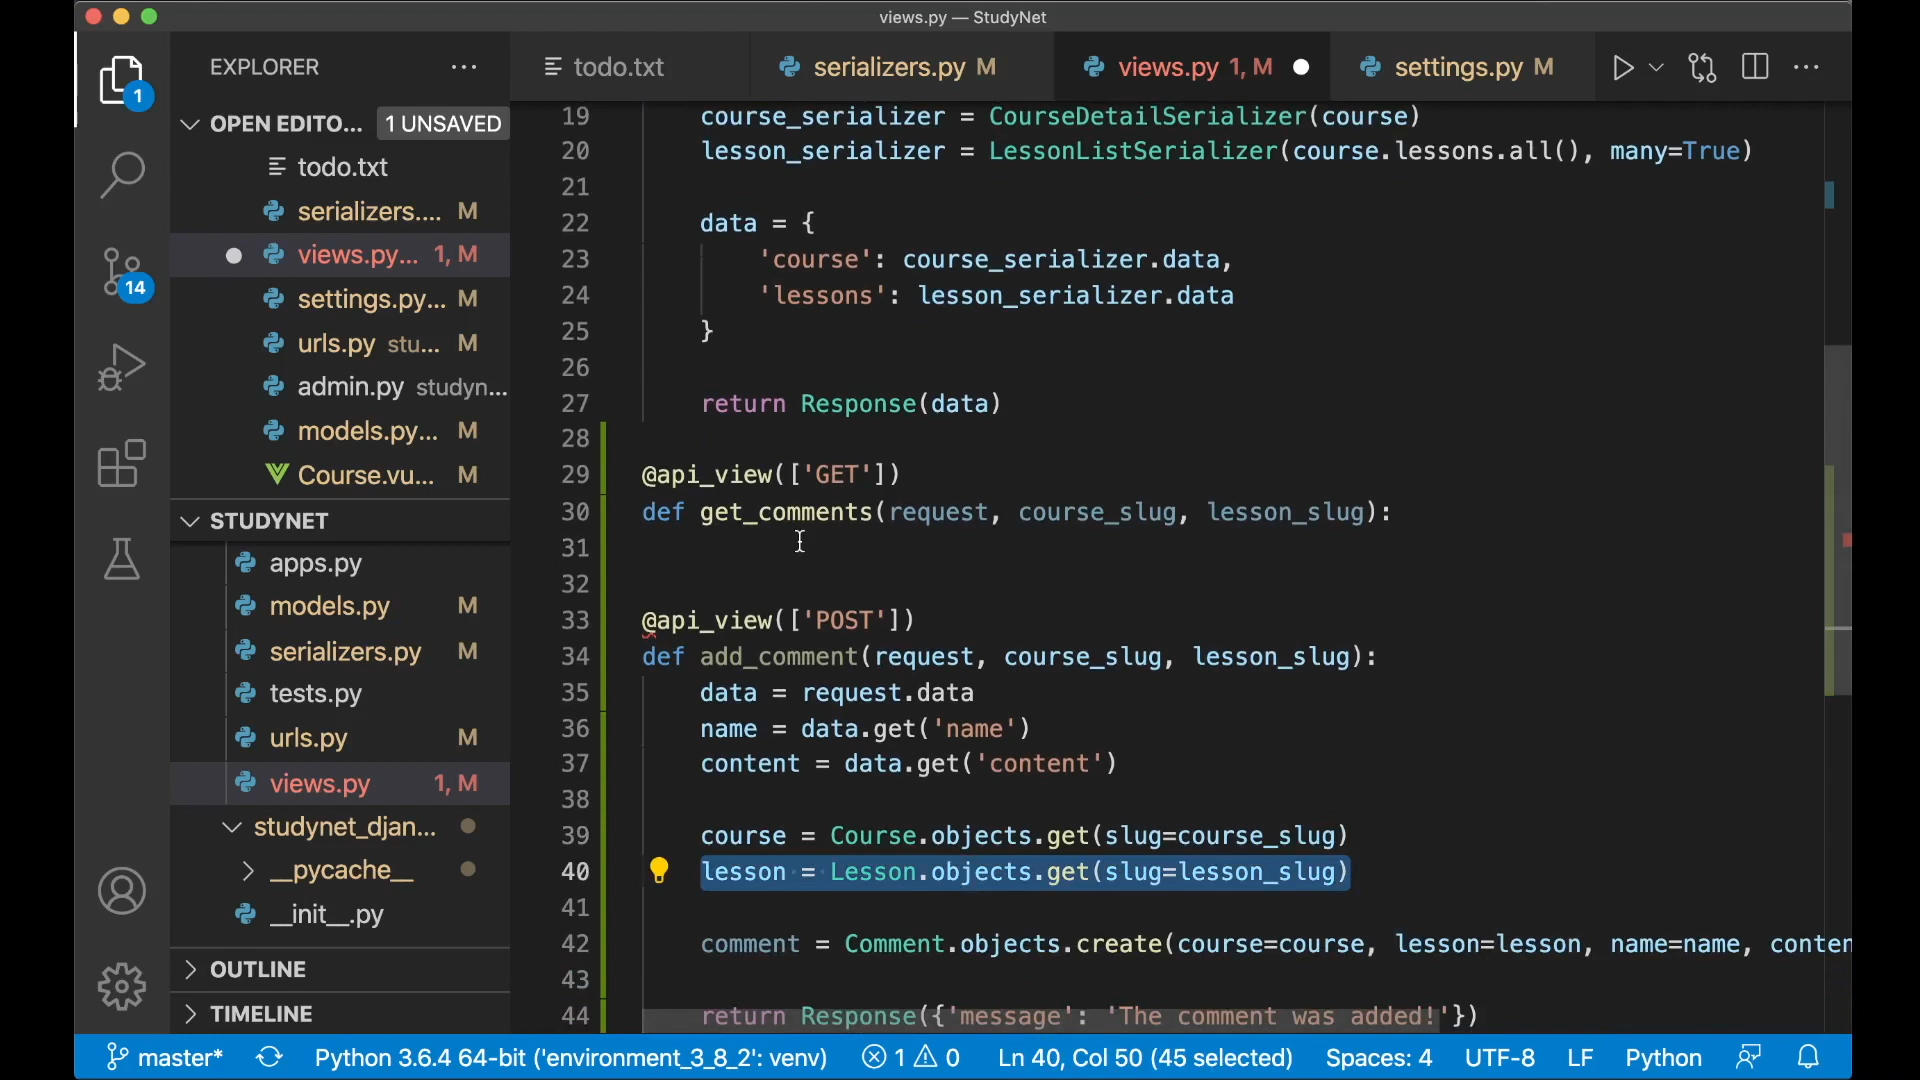 views.py — StudyNet
EXPLORER ...
todo.txt
serializers.py M
views.py 1, M
settings.py M
1
OPEN EDITO... 1 UNSAVED
todo.txt
serializers.... M
views.py... 1, M
settings.py... M
urls.py stu... M
admin.py studyn...
models.py... M
Course.vu... M
14
STUDYNET
apps.py
models.py M
serializers.py M
tests.py
urls.py M
views.py 1, M
studynet_djan...
__pycache__
__init__.py
OUTLINE
TIMELINE
19 course_serializer = CourseDetailSerializer(course)
20 lesson_serializer = LessonListSerializer(course.lessons.all(), many=True)
21
22 data = {
23 'course': course_serializer.data,
24 'lessons': lesson_serializer.data
25 }
26
27 return Response(data)
28
29 @api_view(['GET'])
30 def get_comments(request, course_slug, lesson_slug):
31
32
33 @api_view(['POST'])
34 def add_comment(request, course_slug, lesson_slug):
35 data = request.data
36 name = data.get('name')
37 content = data.get('content')
38
39 course = Course.objects.get(slug=course_slug)
40 lesson = Lesson.objects.get(slug=lesson_slug)
41
42 comment = Comment.objects.create(course=course, lesson=lesson, name=name, conten
43
44 return Response({'message': 'The comment was added!'})
master* Python 3.6.4 64-bit ('environment_3_8_2': venv) 1 0 Ln 40, Col 50 (45 selected) Spaces: 4 UTF-8 LF Python